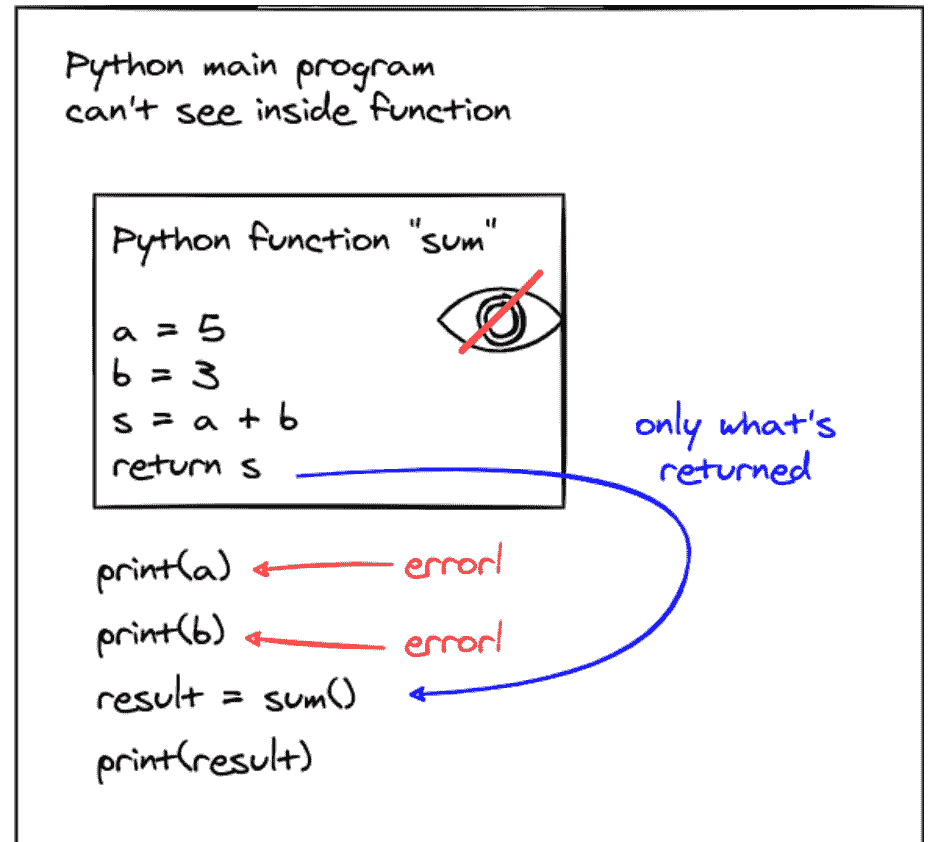 Python main program
can't see inside function
Python function "sum"
a = 5
b = 3
s = a + b
return s
only what's
returned
print(a)
error!
print(b)
error!
result = sum()
print(result)